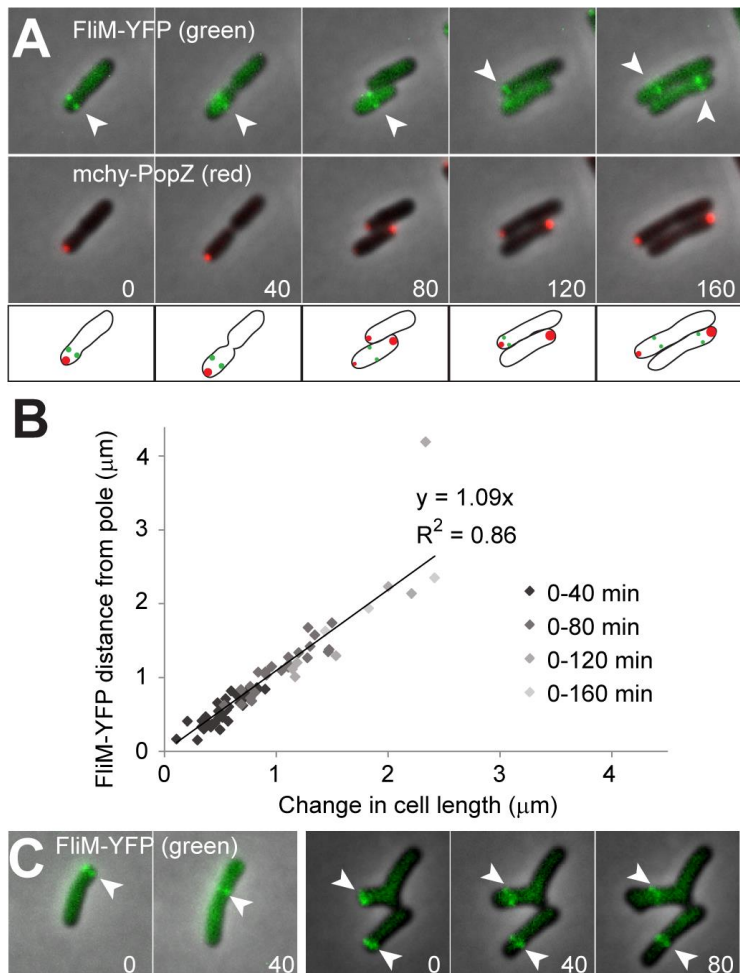 A
FliM-YFP (green)
mchy-PopZ (red)
0
40
80
120
160
B
FliM-YFP distance from pole (μm)
4
3
2
1
0
y = 1.09x
R² = 0.86
0-40 min
0-80 min
0-120 min
0-160 min
0
1
2
3
4
Change in cell length (μm)
C
FliM-YFP (green)
0
40
0
40
80